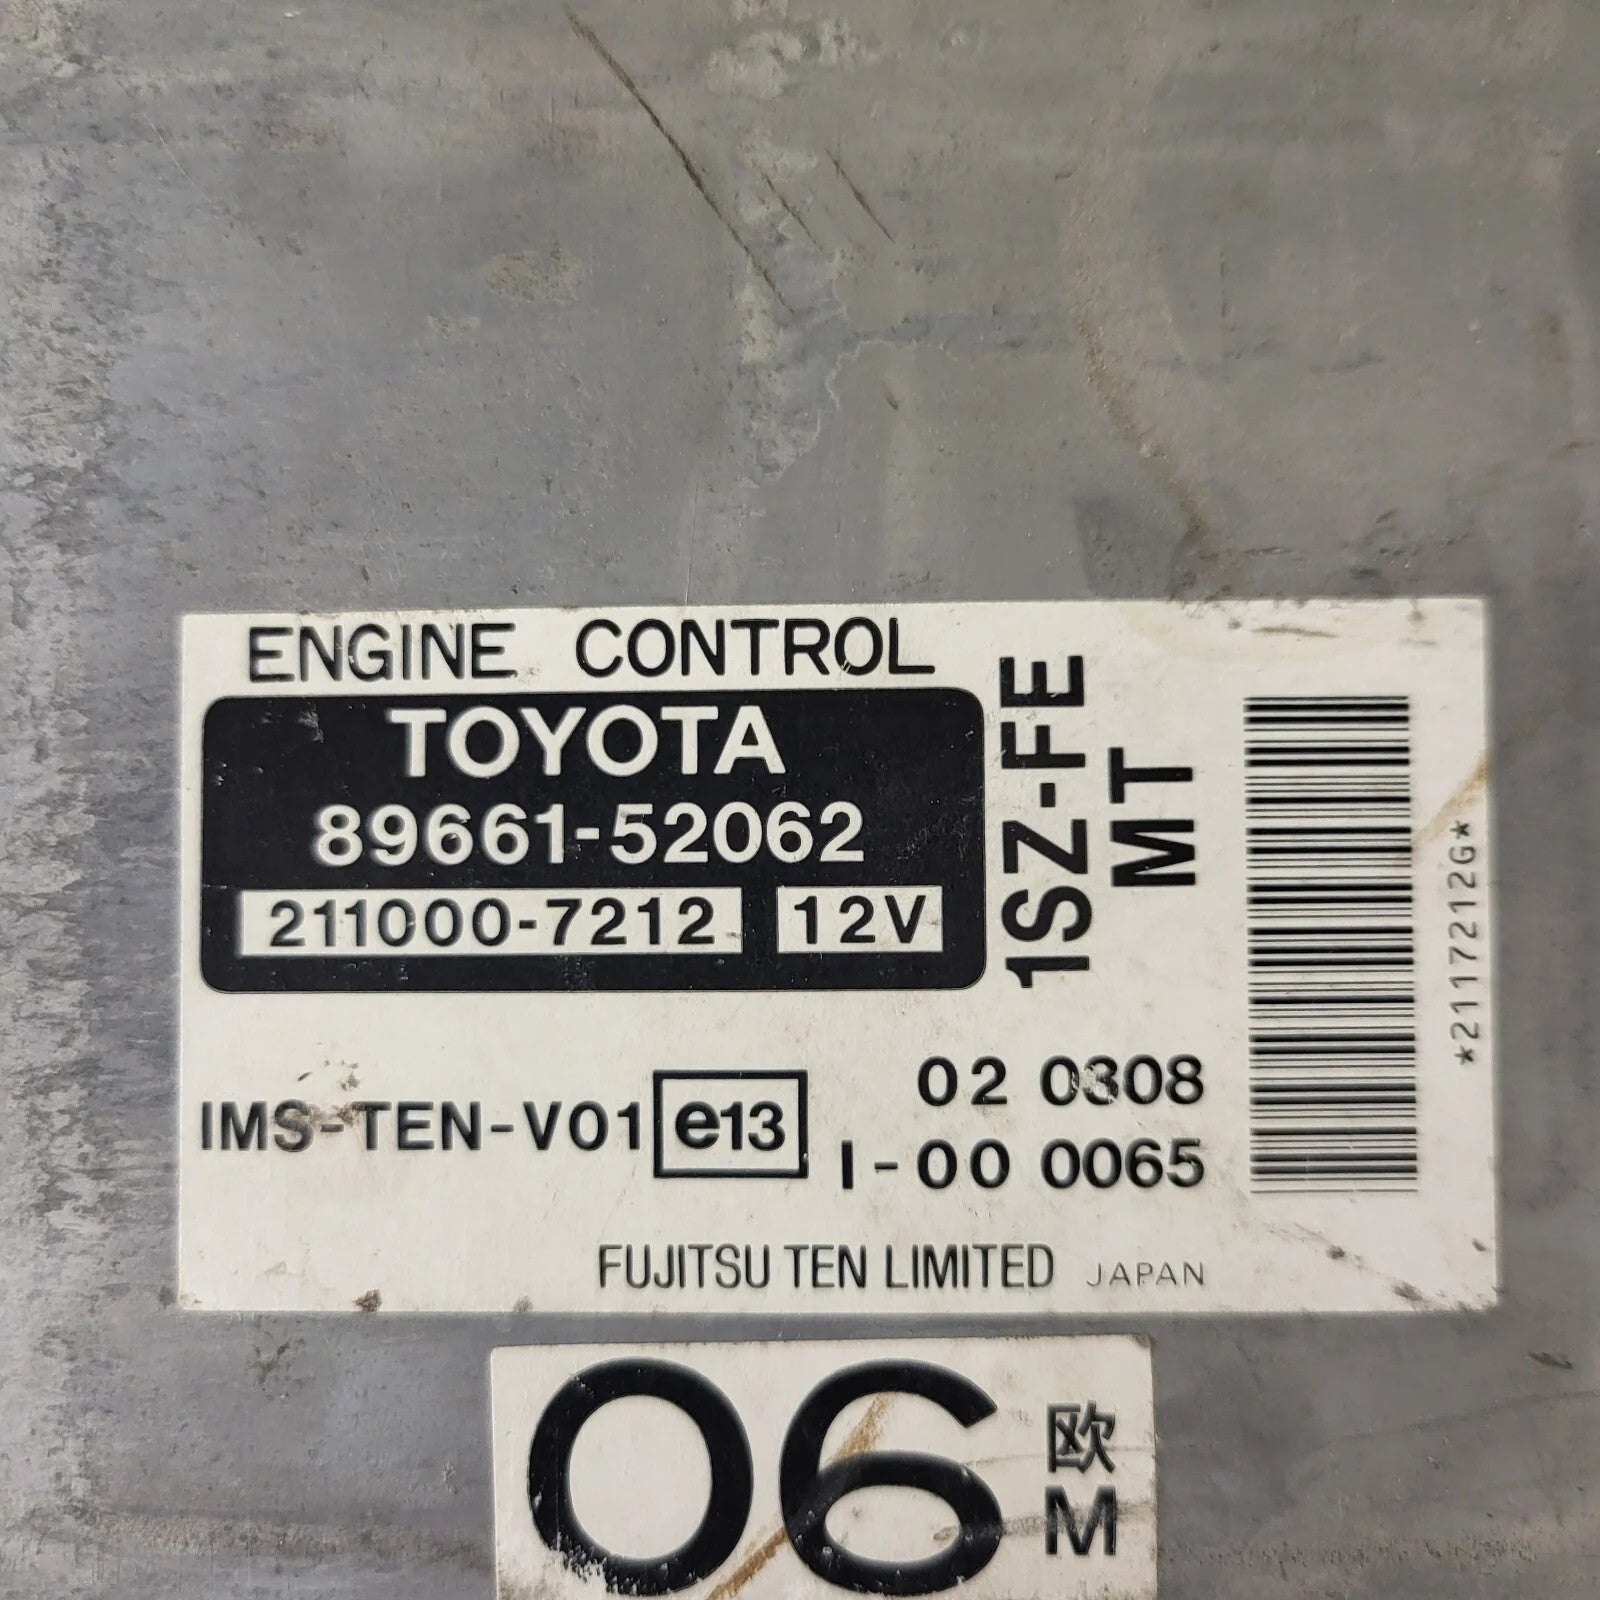 ENGINE CONTROL
TOYOTA
89661-52062
211000-7212 12V
1SZ-FE
MT
IMS-TEN-V01 e13
02 0308
I-00 0065
FUJITSU TEN LIMITED JAPAN
*2117212G*
06 欧
M